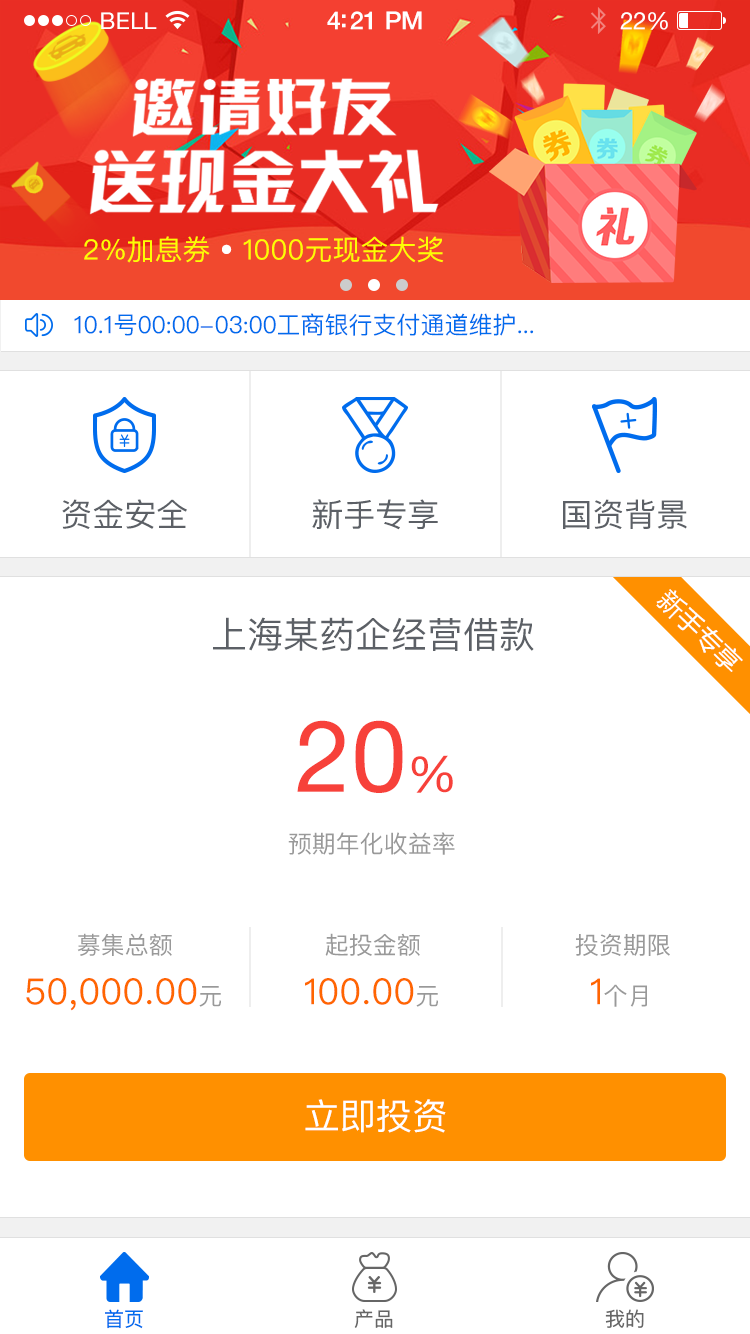 BELL 4:21 PM 22%
邀请好友
送现金大礼
2%加息券•1000元现金大奖
券 券 券
礼
10.1号00:00-03:00工商银行支付通道维护...
资金安全 新手专享 国资背景
新手专享
上海某药企经营借款
20%
预期年化收益率
募集总额 起投金额 投资期限
50,000.00元 100.00元 1个月
立即投资
首页 产品 我的